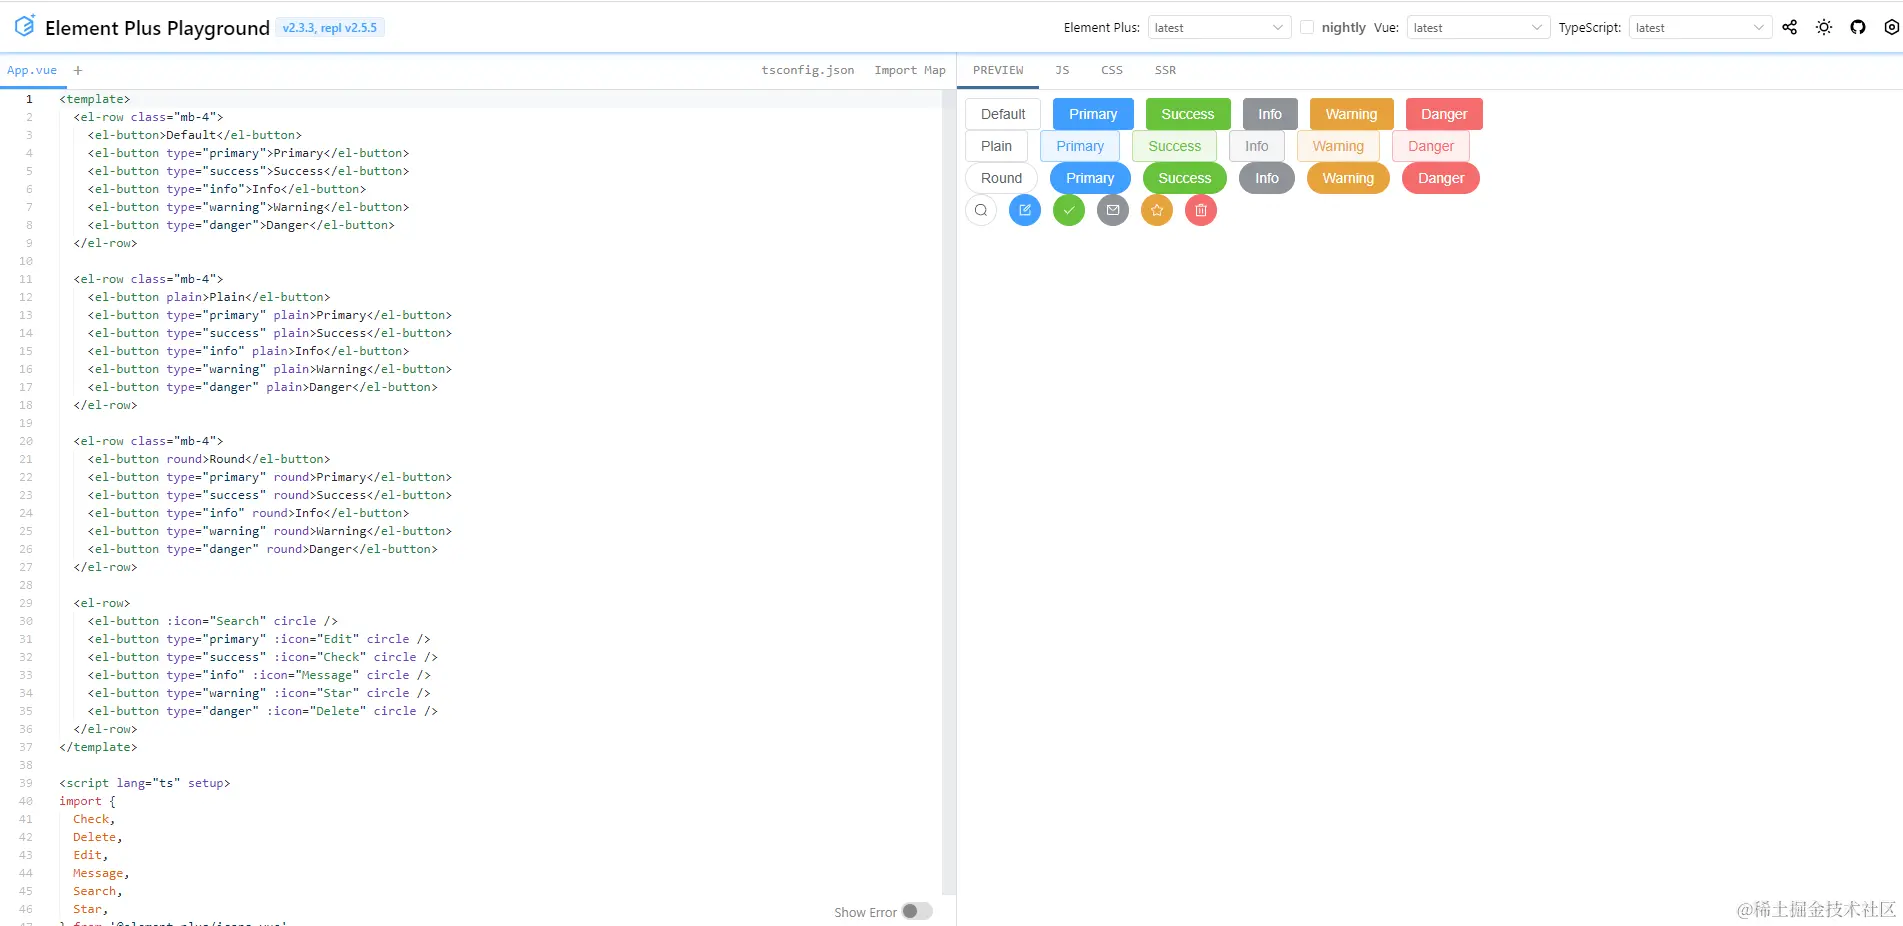 Element Plus Playground v2.3.3, repl v2.5.5 Element Plus: latest nightly Vue: latest TypeScript: latest
App.vue + tsconfig.json Import Map
PREVIEW JS CSS SSR
1 <template>
2 <el-row class="mb-4">
3 <el-button>Default</el-button>
4 <el-button type="primary">Primary</el-button>
5 <el-button type="success">Success</el-button>
6 <el-button type="info">Info</el-button>
7 <el-button type="warning">Warning</el-button>
8 <el-button type="danger">Danger</el-button>
9 </el-row>
10
11 <el-row class="mb-4">
12 <el-button plain>Plain</el-button>
13 <el-button type="primary" plain>Primary</el-button>
14 <el-button type="success" plain>Success</el-button>
15 <el-button type="info" plain>Info</el-button>
16 <el-button type="warning" plain>Warning</el-button>
17 <el-button type="danger" plain>Danger</el-button>
18 </el-row>
19
20 <el-row class="mb-4">
21 <el-button round>Round</el-button>
22 <el-button type="primary" round>Primary</el-button>
23 <el-button type="success" round>Success</el-button>
24 <el-button type="info" round>Info</el-button>
25 <el-button type="warning" round>Warning</el-button>
26 <el-button type="danger" round>Danger</el-button>
27 </el-row>
28
29 <el-row>
30 <el-button :icon="Search" circle />
31 <el-button type="primary" :icon="Edit" circle />
32 <el-button type="success" :icon="Check" circle />
33 <el-button type="info" :icon="Message" circle />
34 <el-button type="warning" :icon="Star" circle />
35 <el-button type="danger" :icon="Delete" circle />
36 </el-row>
37 </template>
38
39 <script lang="ts" setup>
40 import {
41 Check,
42 Delete,
43 Edit,
44 Message,
45 Search,
46 Star,
47 } from '@element-plus/icons-vue'
Show Error
Default Primary Success Info Warning Danger
Plain Primary Success Info Warning Danger
Round Primary Success Info Warning Danger
@稀土掘金技术社区